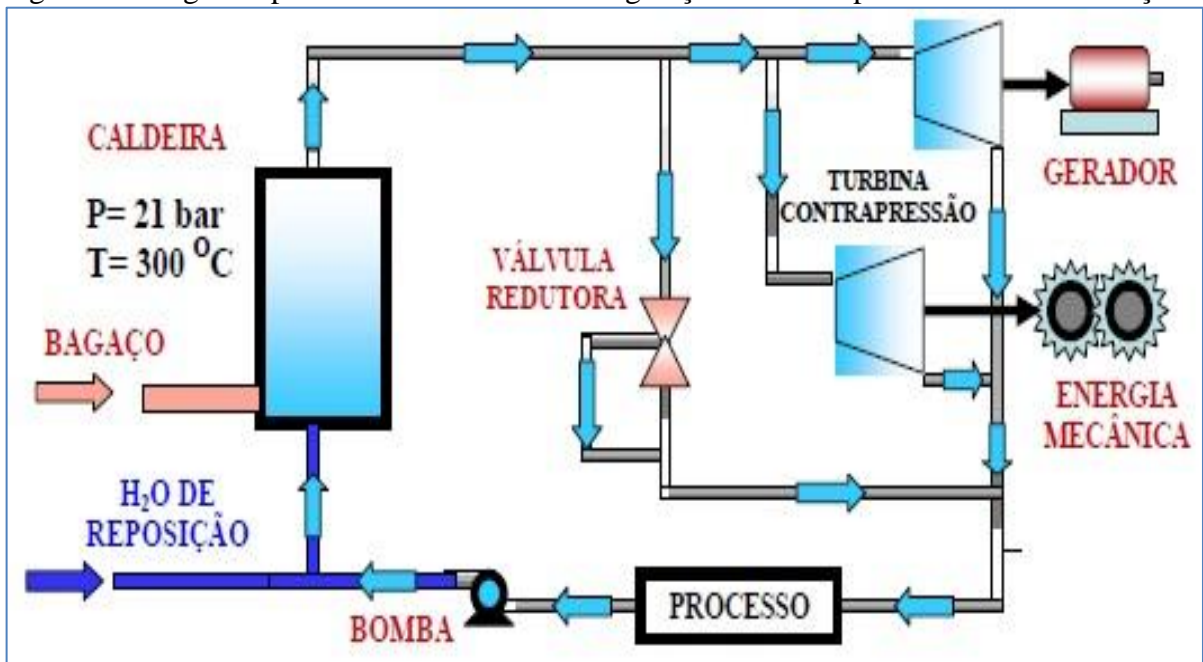 CALDEIRA
P= 21 bar
T= 300 °C
BAGAÇO
H₂O DE
REPOSIÇÃO
BOMBA
PROCESSO
VÁLVULA
REDUTORA
TURBINA
CONTRAPRESSÃO
GERADOR
ENERGIA
MECÂNICA